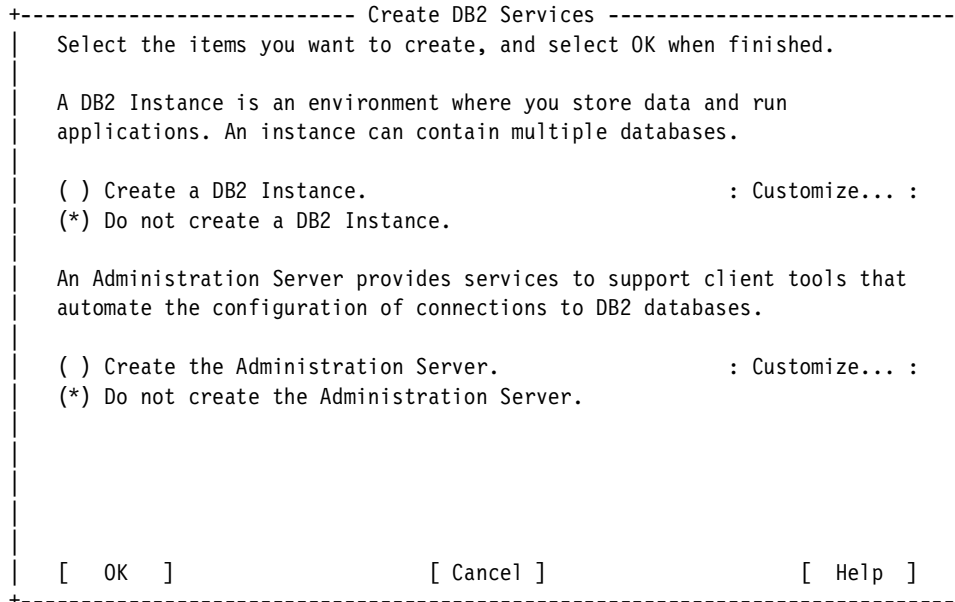 +---------------------------- Create DB2 Services -----------------------------
| Select the items you want to create, and select OK when finished.
|
| A DB2 Instance is an environment where you store data and run
| applications. An instance can contain multiple databases.
|
| ( ) Create a DB2 Instance. : Customize... :
| (*) Do not create a DB2 Instance.
|
| An Administration Server provides services to support client tools that
| automate the configuration of connections to DB2 databases.
|
| ( ) Create the Administration Server. : Customize... :
| (*) Do not create the Administration Server.
|
|
|
|
|
| [ OK ] [ Cancel ] [ Help ]
+------------------------------------------------------------------------------